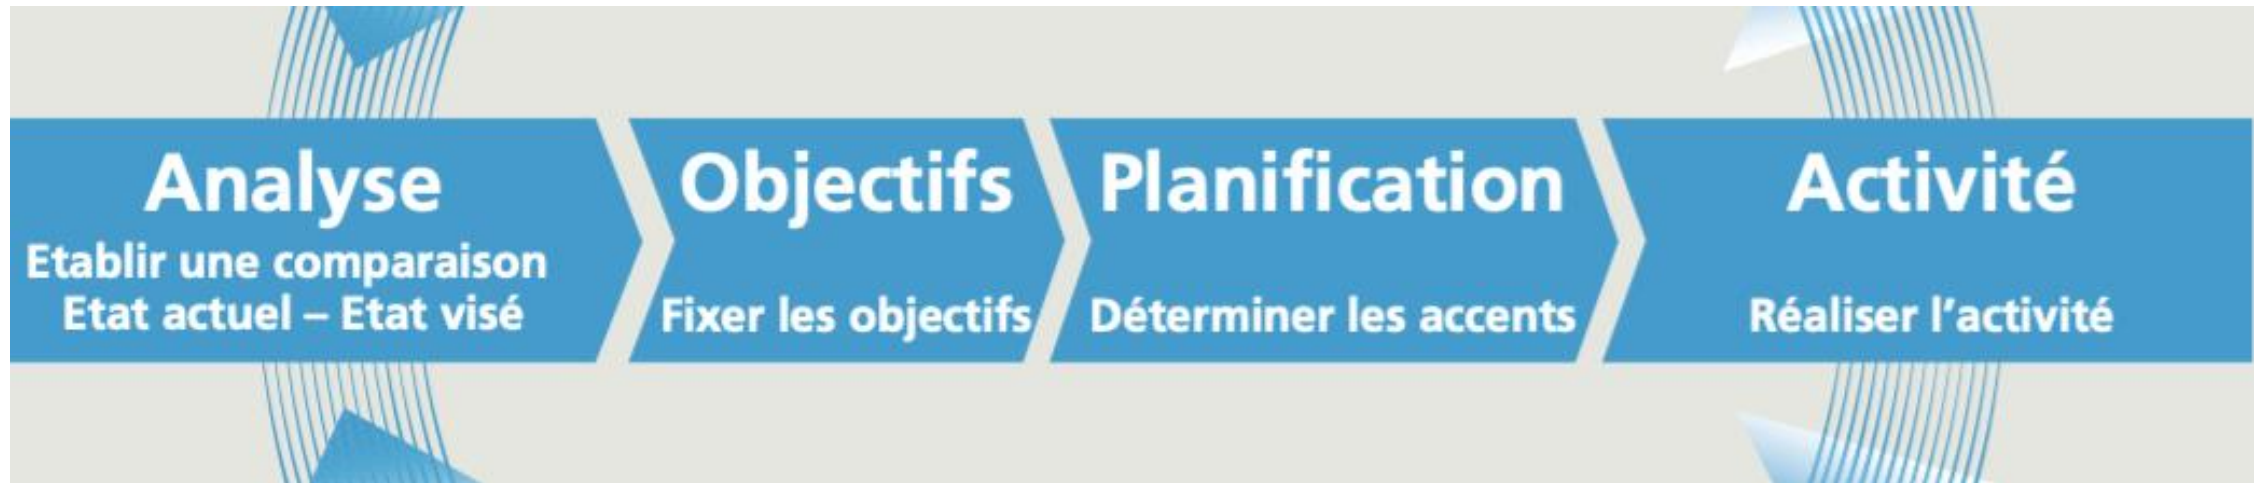 Analyse
Etablir une comparaison
Etat actuel – Etat visé
Objectifs
Fixer les objectifs
Planification
Déterminer les accents
Activité
Réaliser l’activité